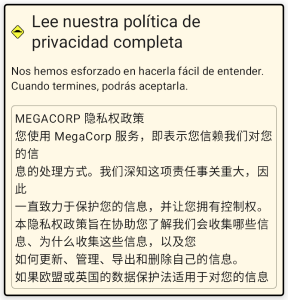 Lee nuestra política de
privacidad completa
Nos hemos esforzado en hacerla fácil de entender.
Cuando termines, podrás aceptarla.
MEGACORP 隐私权政策
您使用 MegaCorp 服务，即表示您信赖我们对您
的信
息的处理方式。我们深知这项责任事关重大，因
此
一直致力于保护您的信息，并让您拥有控制权。
本隐私权政策旨在协助您了解我们会收集哪些信
息、为什么收集这些信息，以及您
如何更新、管理、导出和删除自己的信息。
如果欧盟或英国的数据保护法适用于对您的信息